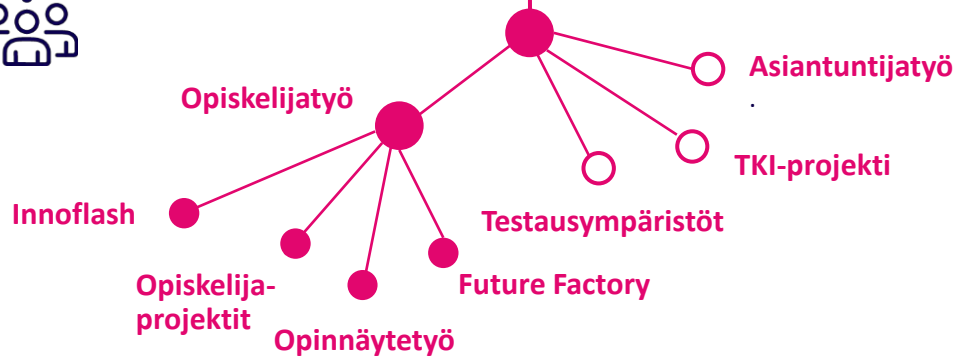 Asiantuntijatyö
.
Opiskelijatyö
TKI-projekti
Innoflash
Testausympäristöt
Opiskelija-
projektit
Future Factory
Opinnäytetyö